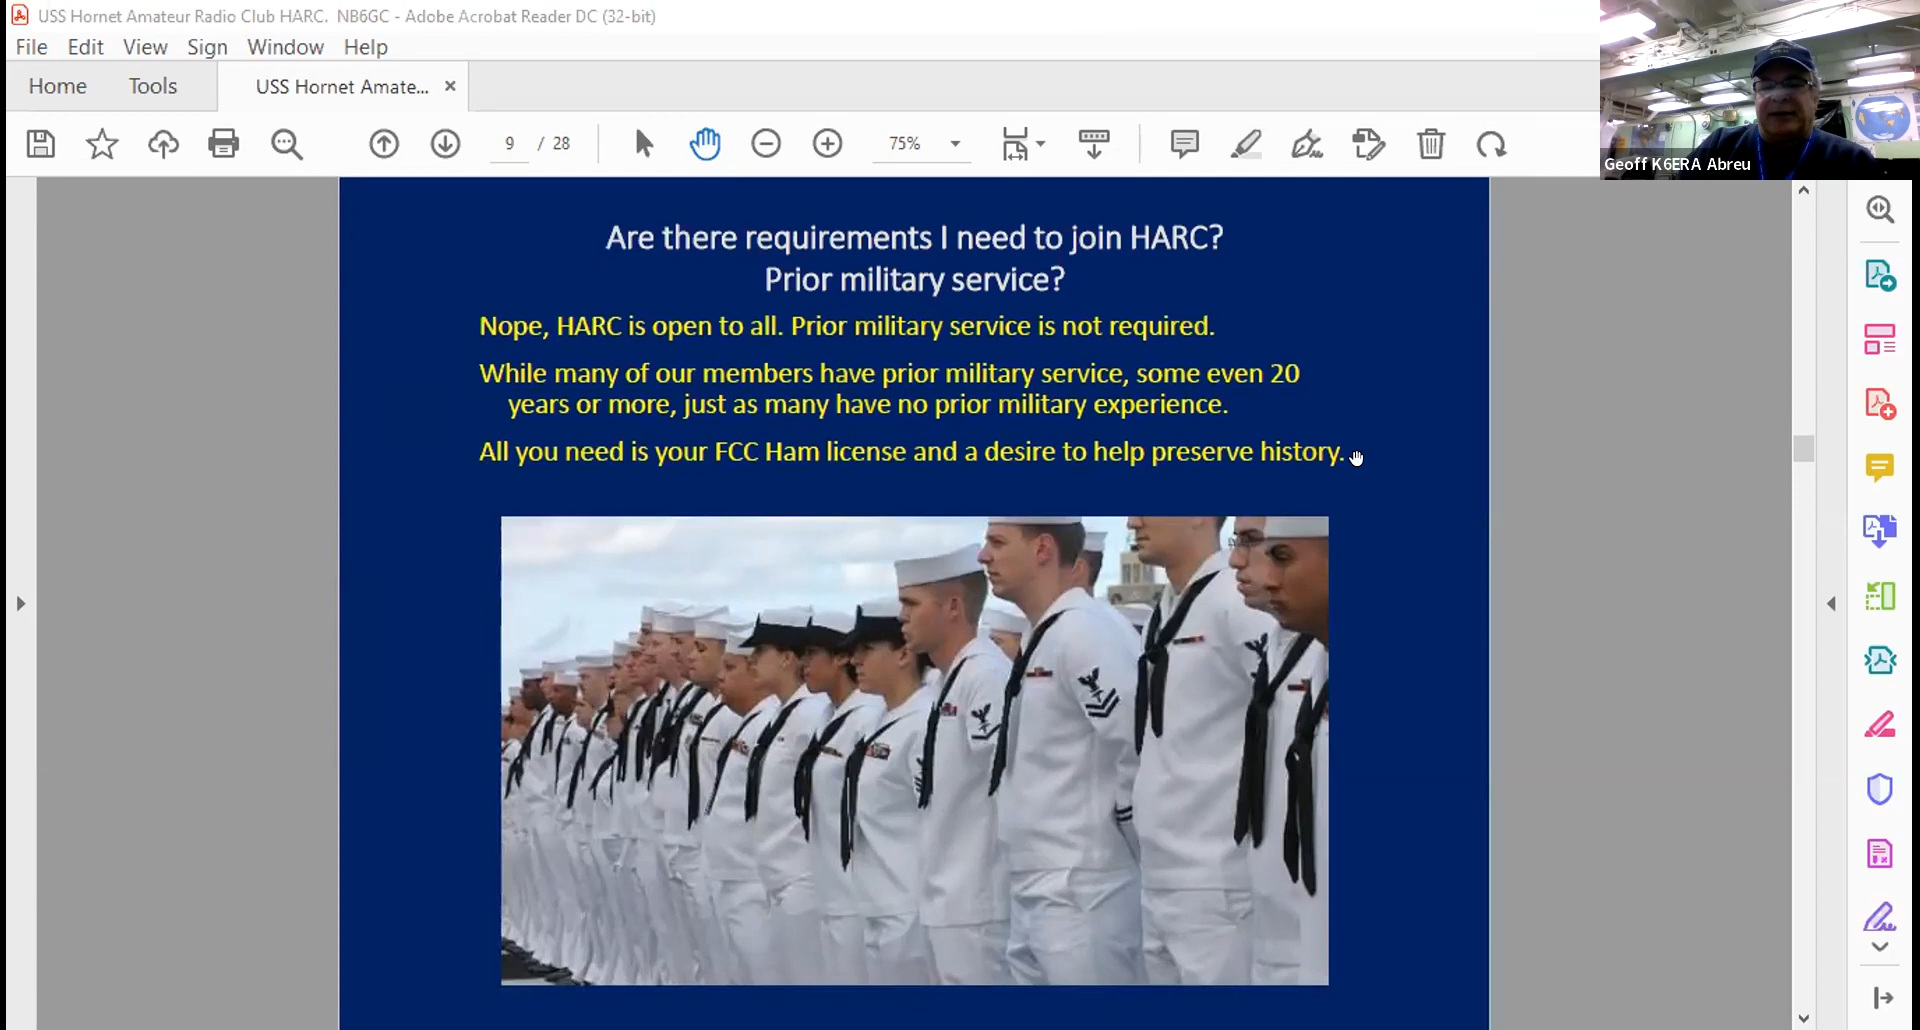 USS Hornet Amateur Radio Club HARC.  NB6GC - Adobe Acrobat Reader DC (32-bit)
File Edit View Sign Window Help
Home Tools USS Hornet Amate... ×
9 / 28 75%
Geoff K6ERA Abreu
Are there requirements I need to join HARC?
Prior military service?
Nope, HARC is open to all. Prior military service is not required.
While many of our members have prior military service, some even 20
years or more, just as many have no prior military experience.
All you need is your FCC Ham license and a desire to help preserve history.